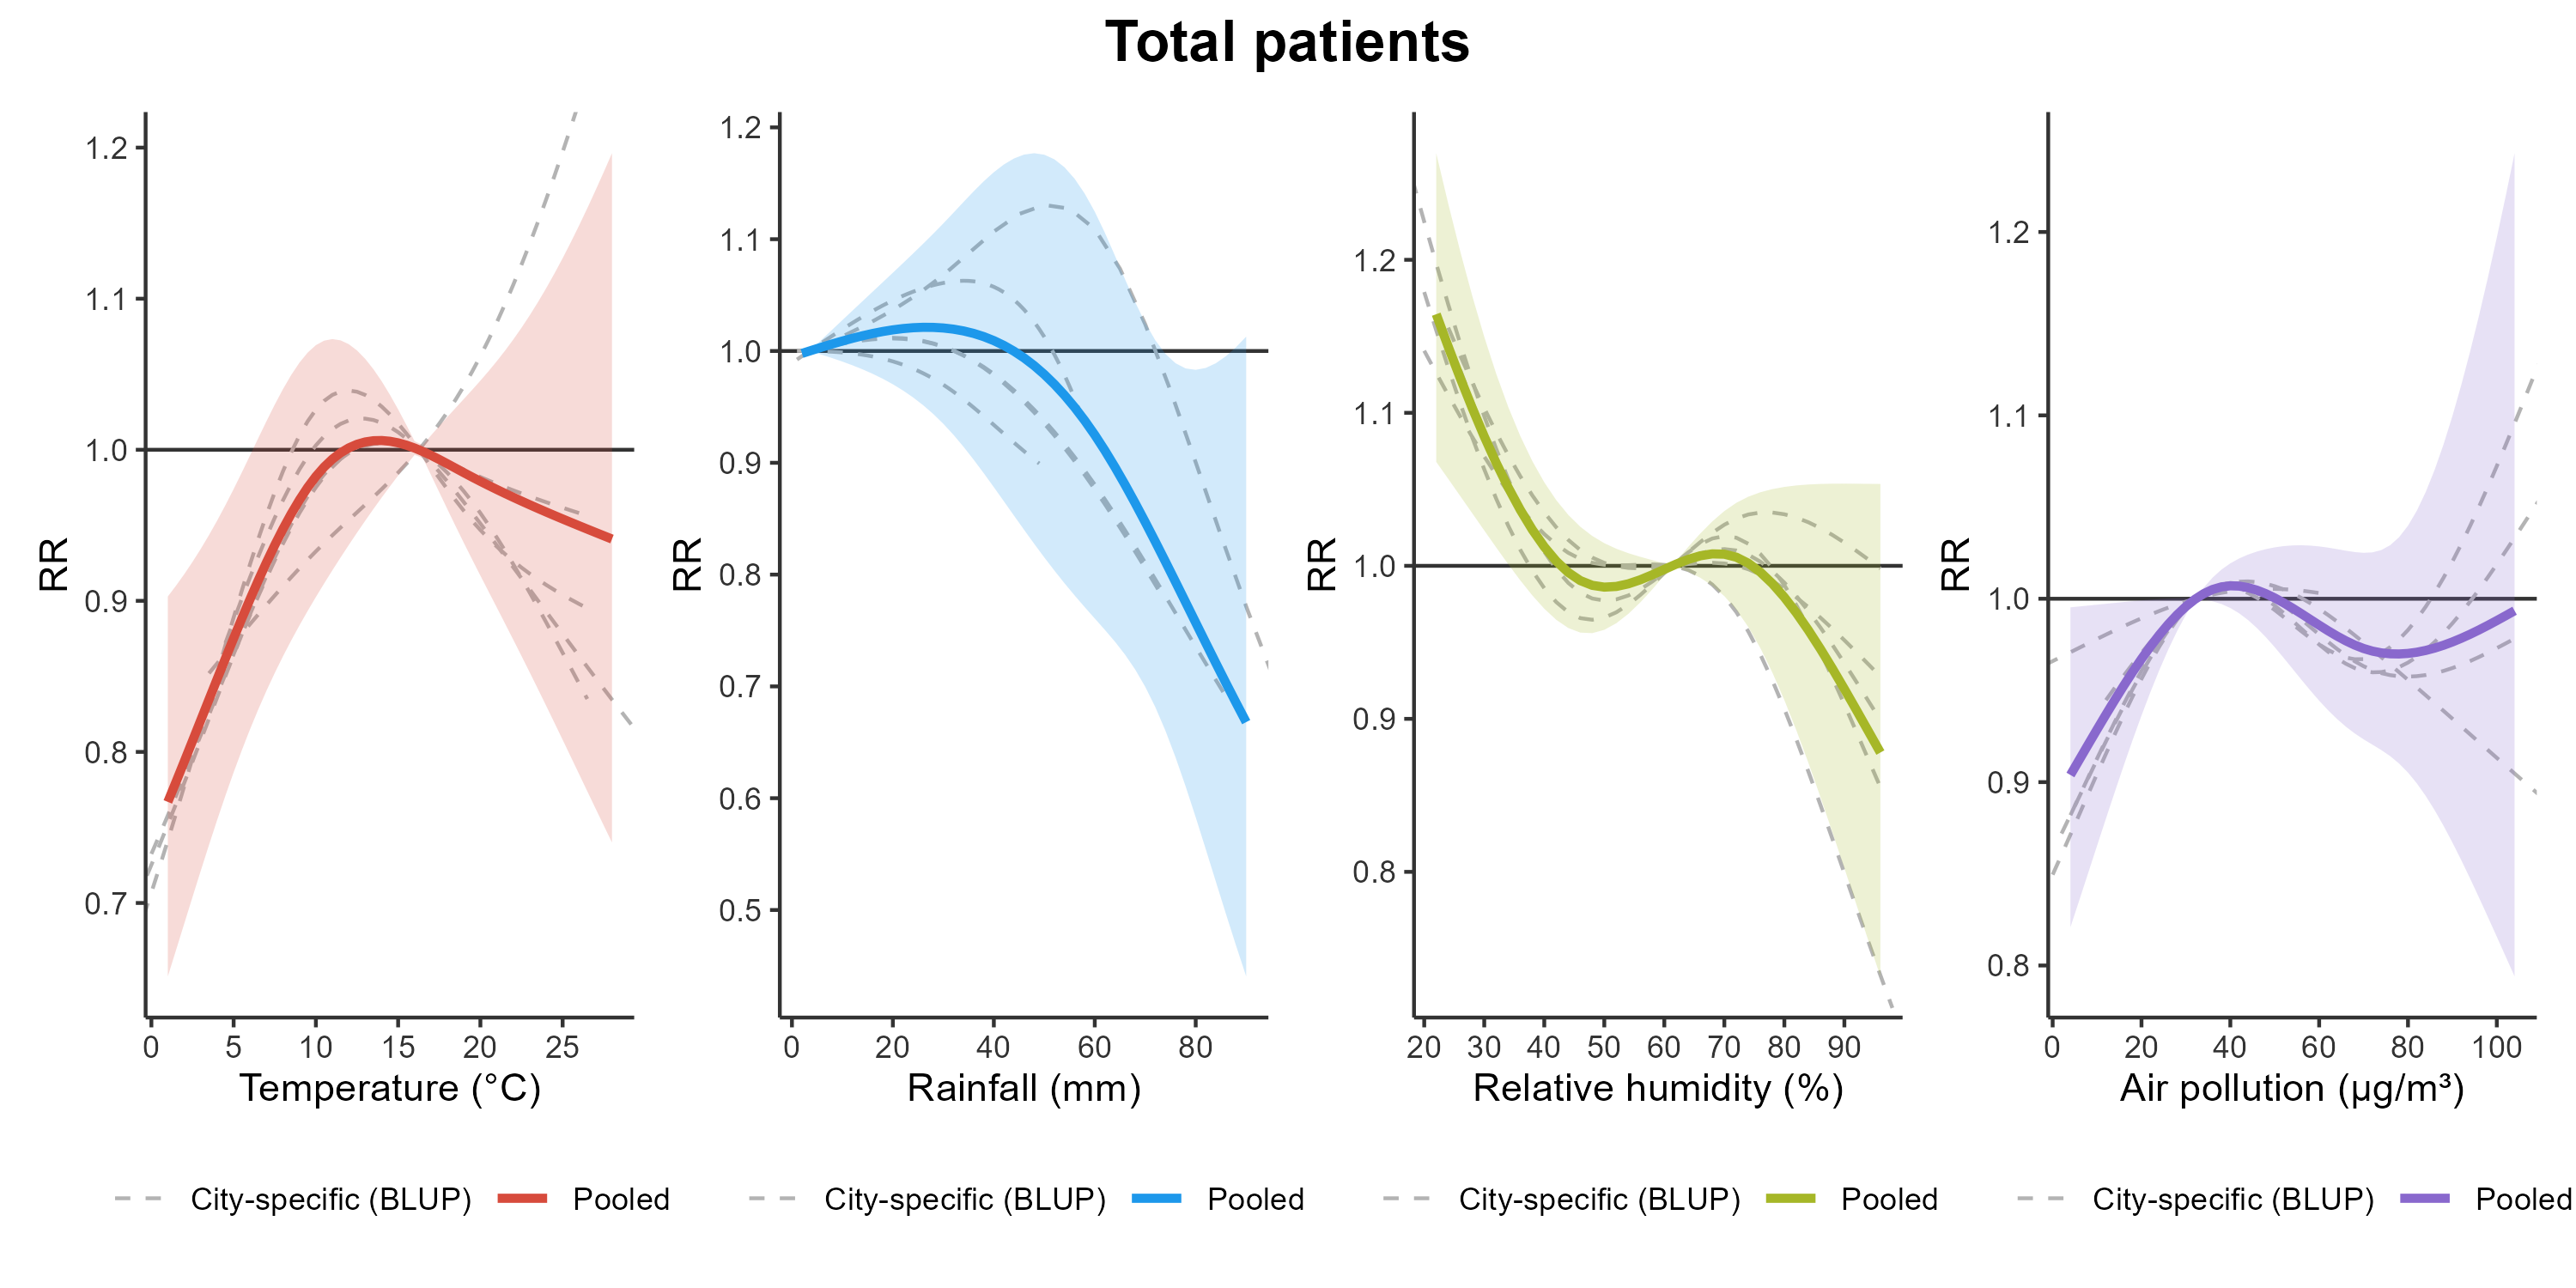 Total patients
RR
1.2
1.1
1.0
0.9
0.8
0.7
0 5 10 15 20 25
Temperature (°C)
City-specific (BLUP) Pooled
RR
1.2
1.1
1.0
0.9
0.8
0.7
0.6
0.5
0 20 40 60 80
Rainfall (mm)
City-specific (BLUP) Pooled
RR
1.2
1.1
1.0
0.9
0.8
20 30 40 50 60 70 80 90
Relative humidity (%)
City-specific (BLUP) Pooled
RR
1.2
1.1
1.0
0.9
0.8
0 20 40 60 80 100
Air pollution (µg/m³)
City-specific (BLUP) Pooled